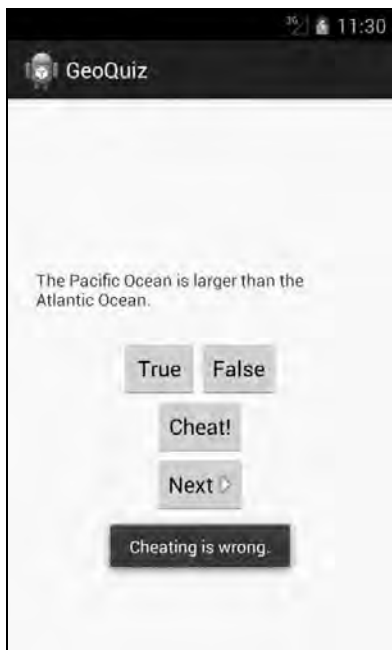 3G 11:30
GeoQuiz
The Pacific Ocean is larger than the
Atlantic Ocean.
True False
Cheat!
Next
Cheating is wrong.